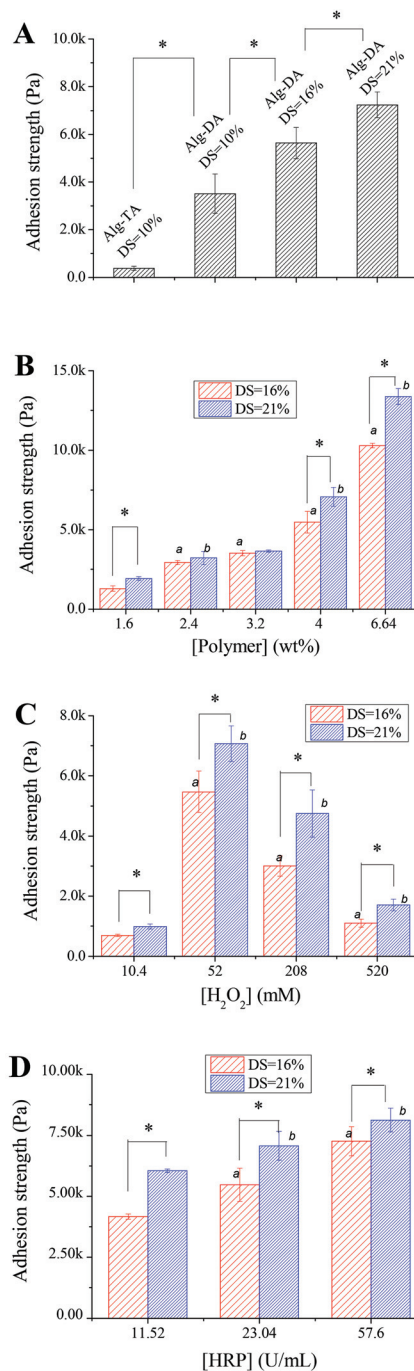 A
Adhesion strength (Pa)
10.0k
8.0k
6.0k
4.0k
2.0k
0.0
* * *
Alg-TA
DS=10%
Alg-DA
DS=10%
Alg-DA
DS=16%
Alg-DA
DS=21%
B
DS=16%
DS=21%
Adhesion strength (Pa)
15.0k
10.0k
5.0k
0.0
* * *
a b a b a b
1.6 2.4 3.2 4 6.64
[Polymer] (wt%)
C
DS=16%
DS=21%
Adhesion strength (Pa)
8.0k
6.0k
4.0k
2.0k
0.0
* * * *
a b a b a b
10.4 52 208 520
[H₂O₂] (mM)
D
DS=16%
DS=21%
Adhesion strength (Pa)
10.00k
7.50k
5.00k
2.50k
0.00
* * *
a b a b
11.52 23.04 57.6
[HRP] (U/mL)